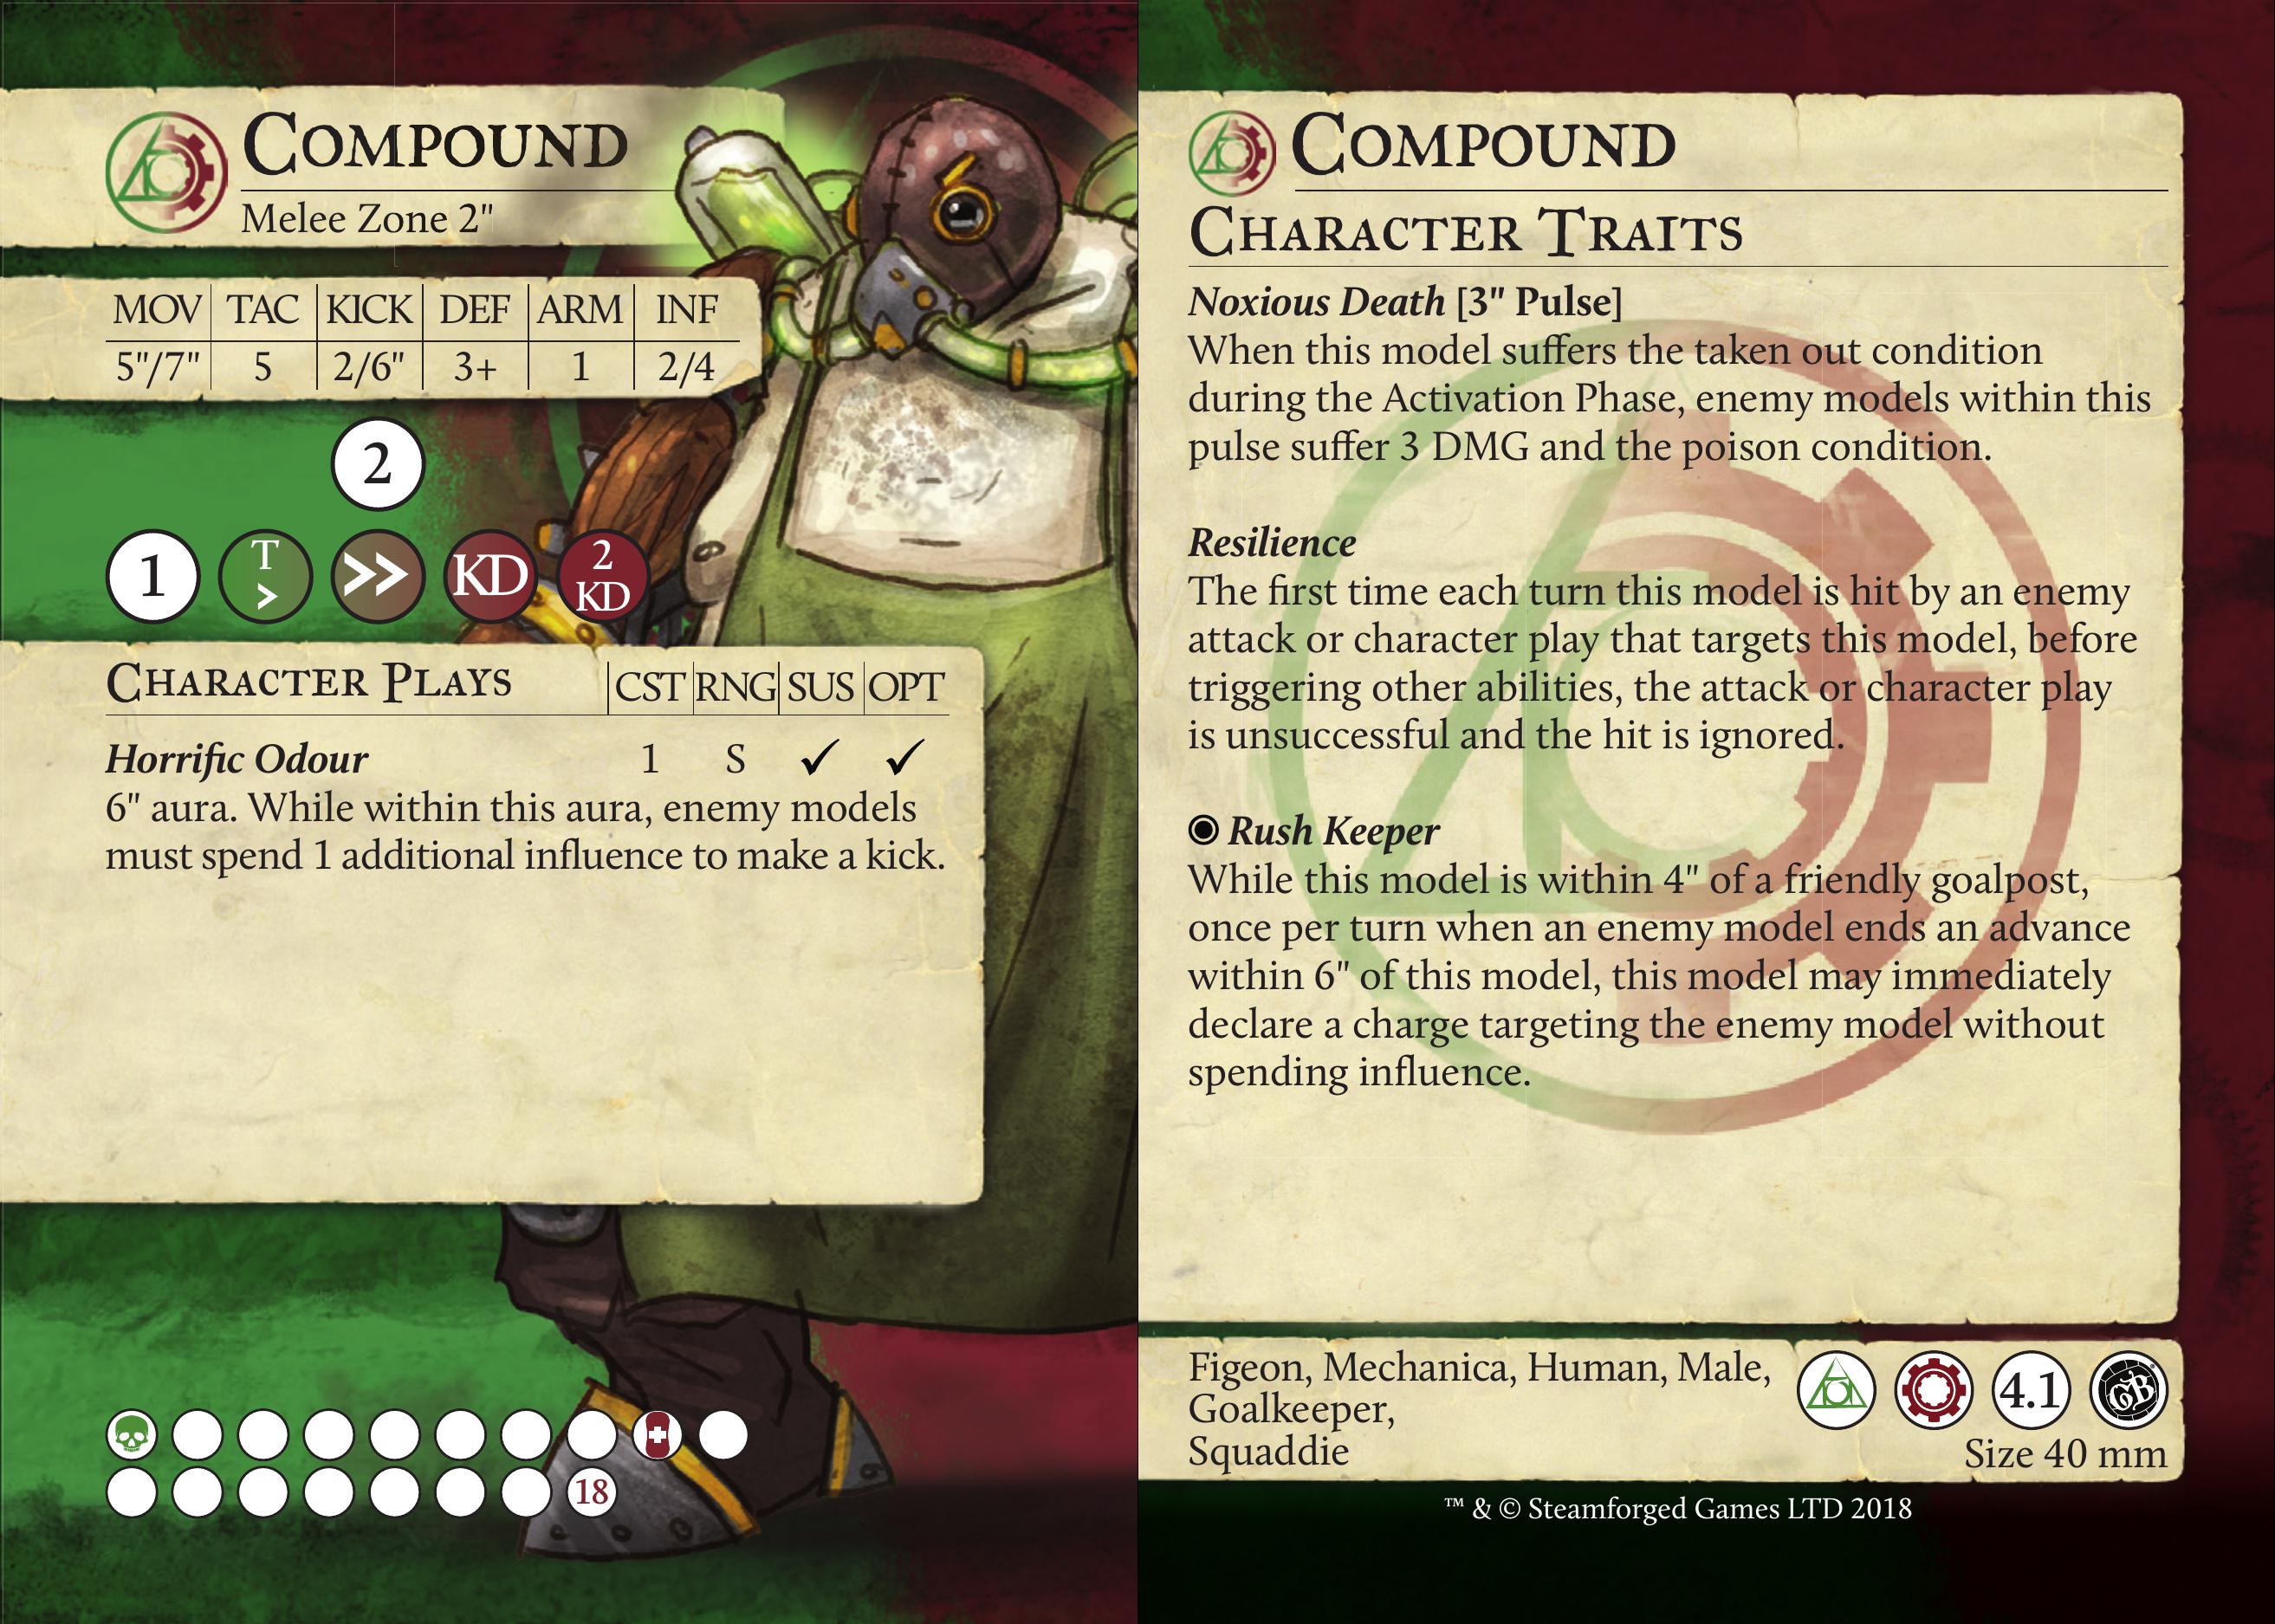 Compound
Melee Zone 2"
MOV TAC KICK DEF ARM INF
5"/7" 5 2/6" 3+ 1 2/4
2
1 T > >> KD 2 KD
Character Plays CST RNG SUS OPT
Horrific Odour 1 S ✓ ✓
6" aura. While within this aura, enemy models
must spend 1 additional influence to make a kick.
18
Compound
Character Traits
Noxious Death [3" Pulse]
When this model suffers the taken out condition
during the Activation Phase, enemy models within this
pulse suffer 3 DMG and the poison condition.
Resilience
The first time each turn this model is hit by an enemy
attack or character play that targets this model, before
triggering other abilities, the attack or character play
is unsuccessful and the hit is ignored.
Rush Keeper
While this model is within 4" of a friendly goalpost,
once per turn when an enemy model ends an advance
within 6" of this model, this model may immediately
declare a charge targeting the enemy model without
spending influence.
Figeon, Mechanica, Human, Male,
Goalkeeper,
Squaddie
4.1
GB
Size 40 mm
™ & © Steamforged Games LTD 2018